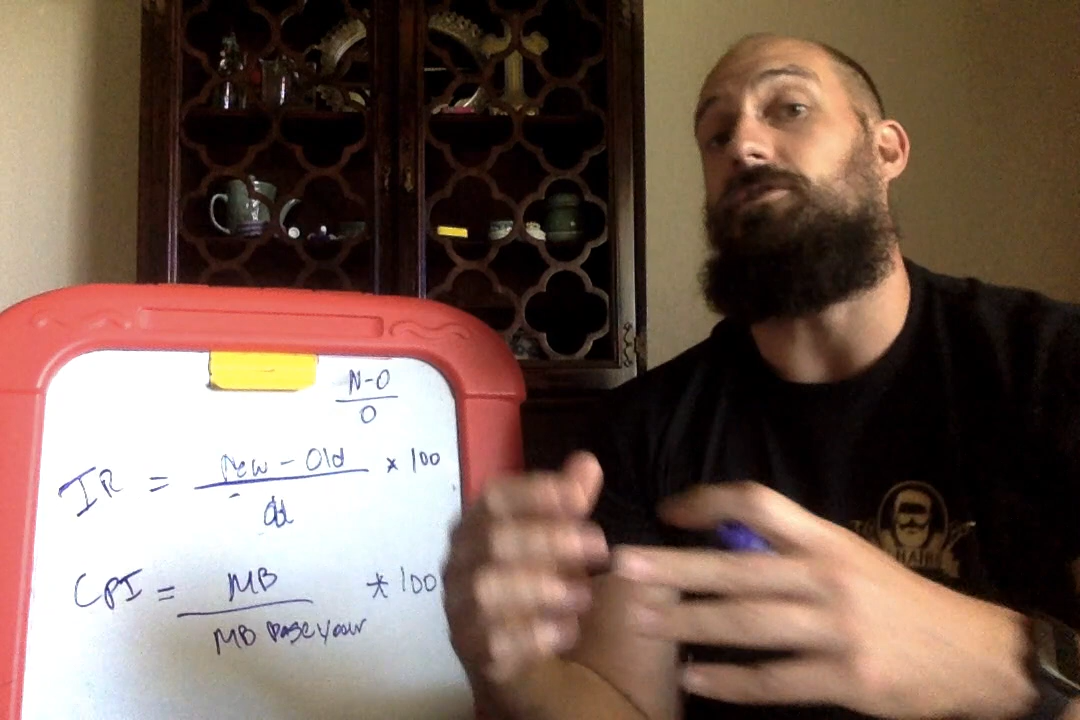 N-O
O
IR = New - Old * 100
Old
CPI = MB * 100
MB Base year